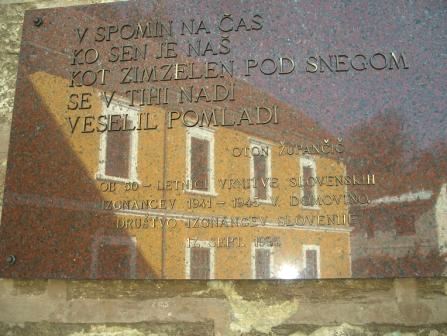 V SPOMIN NA ČAS
KO SEN JE NAŠ
KOT ZIMZELEN POD SNEGOM
SE V TIHI NADI
VESELIL POMLADI
OTON ŽUPANČIČ
OB 50 - LETNICI VRNITVE SLOVENSKIH
IZGNANCEV 1941 - 1945 V DOMOVINO
DRUŠTVO IZGNANCEV SLOVENIJE
SEPT.